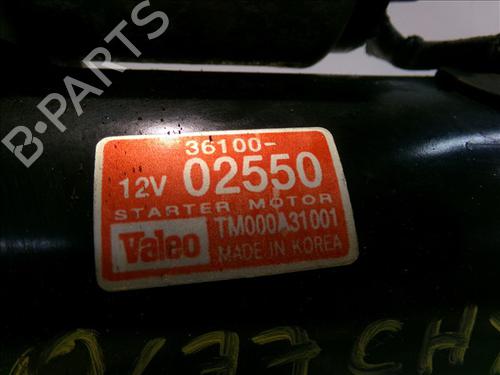 B-PARTS
36100-
12V 02550
STARTER MOTOR
Valeo TM000A31001
MADE IN KOREA